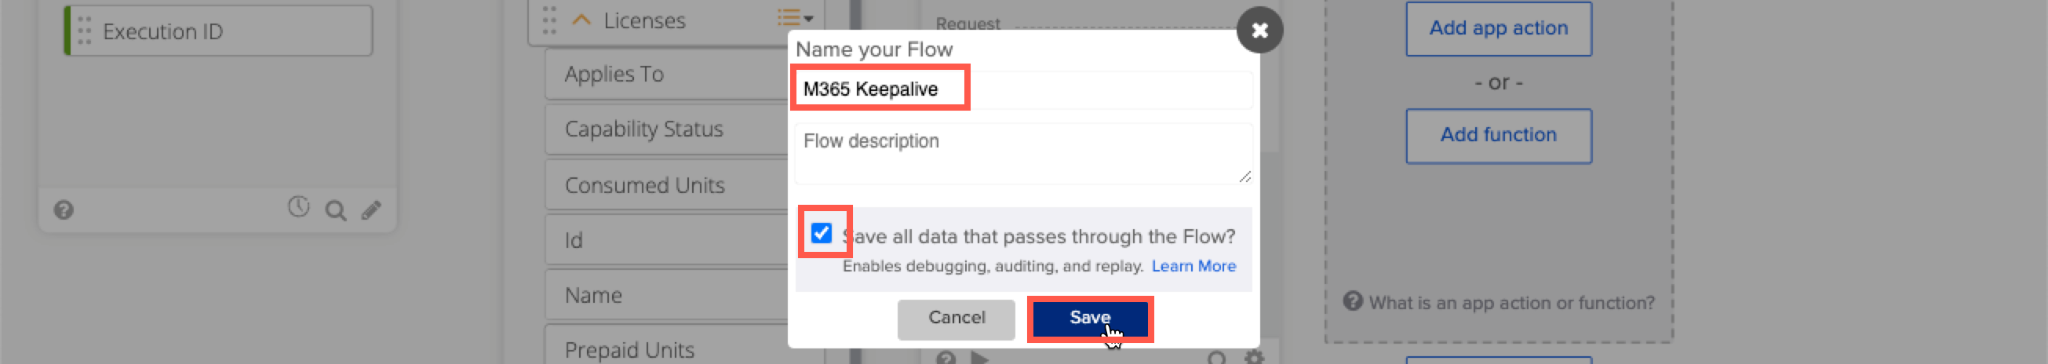 Execution ID
Licenses
Applies To
Capability Status
Consumed Units
Id
Name
Prepaid Units
Request
Name your Flow
M365 Keepalive
Flow description
Save all data that passes through the Flow?
Enables debugging, auditing, and replay. Learn More
Cancel
Save
Add app action
- or -
Add function
What is an app action or function?